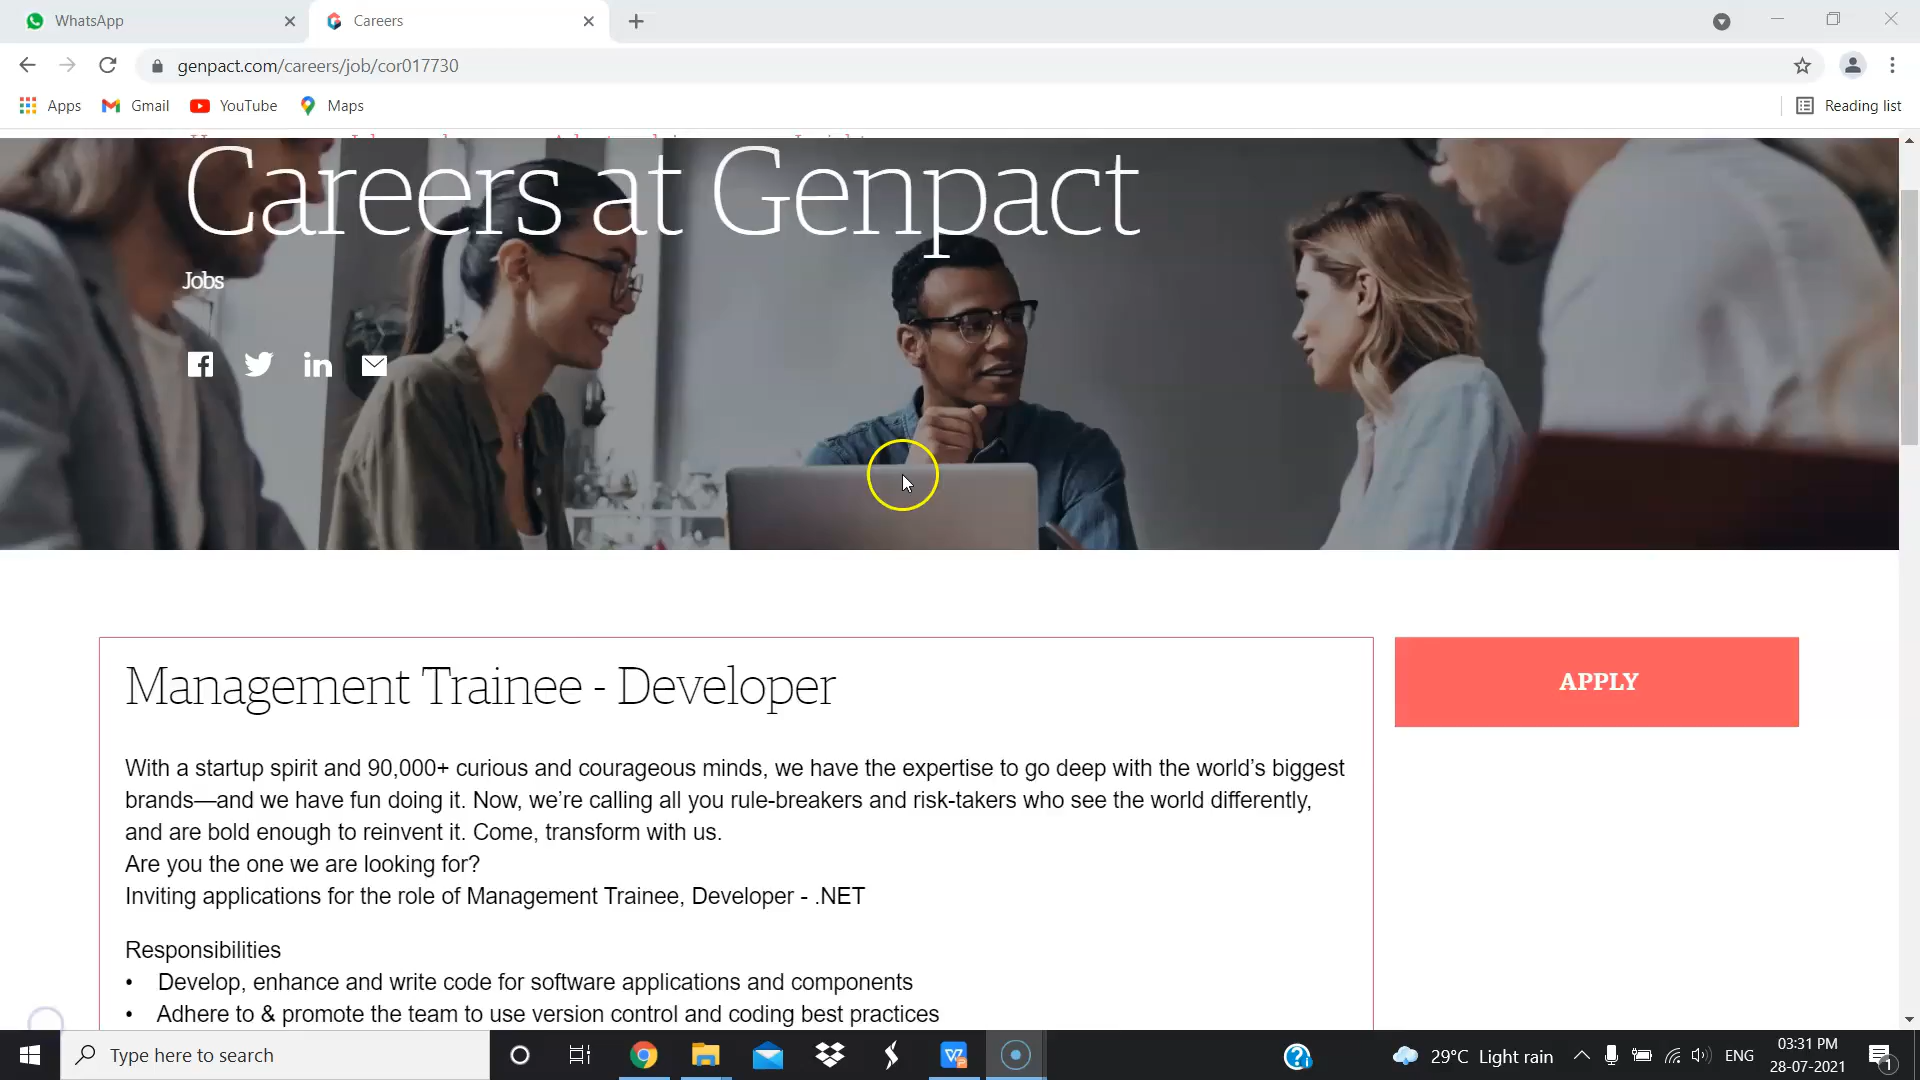 WhatsApp
Careers
genpact.com/careers/job/cor017730
Apps
Gmail
YouTube
Maps
Reading list
Careers at Genpact
Jobs
Management Trainee - Developer
APPLY
With a startup spirit and 90,000+ curious and courageous minds, we have the expertise to go deep with the world’s biggest
brands—and we have fun doing it. Now, we’re calling all you rule-breakers and risk-takers who see the world differently,
and are bold enough to reinvent it. Come, transform with us.
Are you the one we are looking for?
Inviting applications for the role of Management Trainee, Developer - .NET
Responsibilities
• Develop, enhance and write code for software applications and components
• Adhere to & promote the team to use version control and coding best practices
Type here to search
29°C Light rain
ENG
03:31 PM
28-07-2021
1